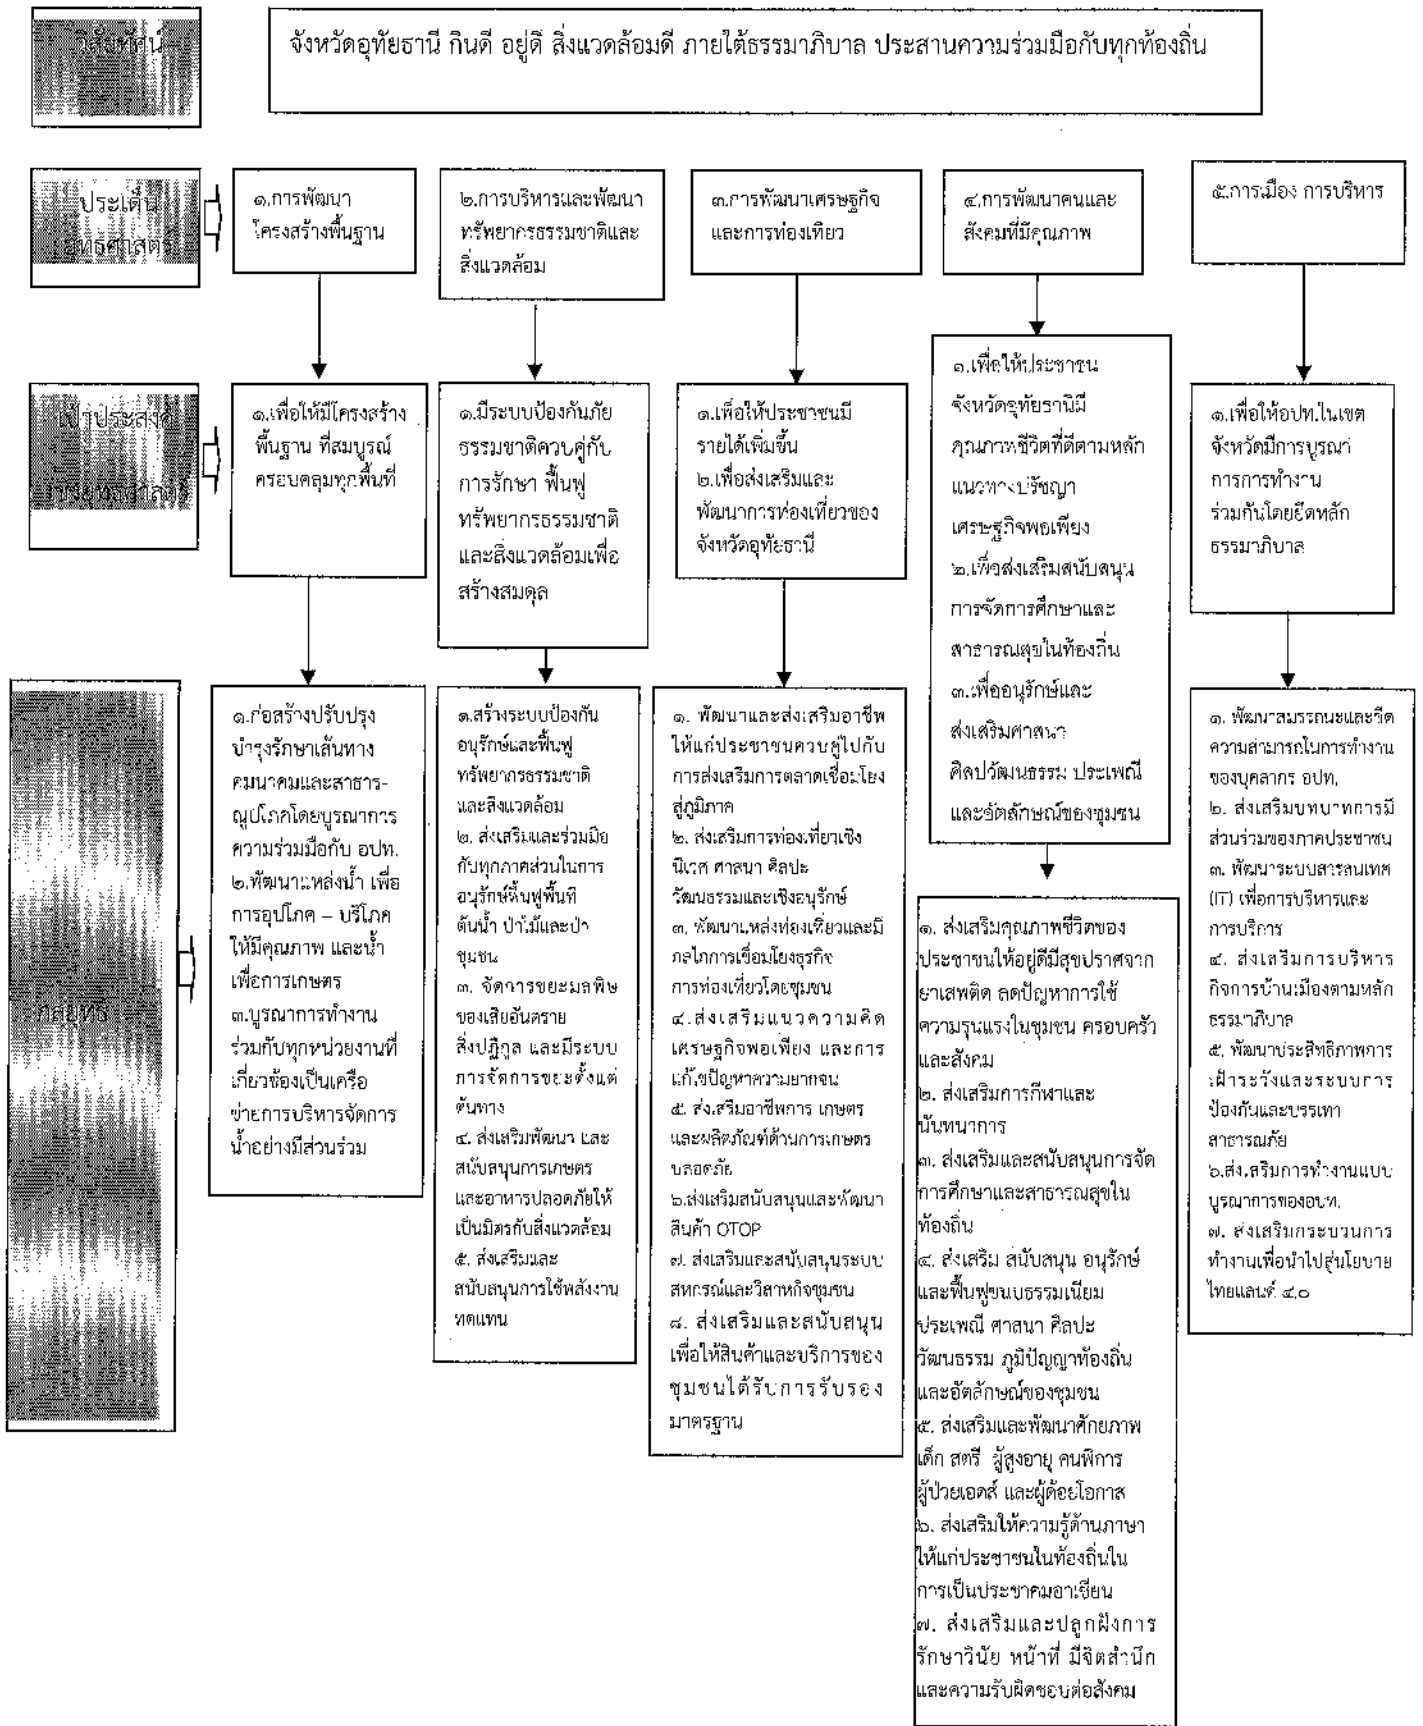 วิสัยทัศน์
จังหวัดอุทัยธานี กินดี อยู่ดี สิ่งแวดล้อมดี ภายใต้ธรรมาภิบาล ประสานความร่วมมือกับทุกท้องถิ่น
ประเด็น
ยุทธศาสตร์
๑.การพัฒนา
โครงสร้างพื้นฐาน
๒.การบริหารและพัฒนา
ทรัพยากรธรรมชาติและ
สิ่งแวดล้อม
๓.การพัฒนาเศรษฐกิจ
และการท่องเที่ยว
๔.การพัฒนาคนและ
สังคมที่มีคุณภาพ
๕.การเมือง การบริหาร
เป้าประสงค์
เชิงยุทธศาสตร์
๑.เพื่อให้มีโครงสร้าง
พื้นฐาน ที่สมบูรณ์
ครอบคลุมทุกพื้นที่
๑.มีระบบป้องกันภัย
ธรรมชาติควบคู่กับ
การรักษา ฟื้นฟู
ทรัพยากรธรรมชาติ
และสิ่งแวดล้อมเพื่อ
สร้างสมดุล
๑.เพื่อให้ประชาชนมี
รายได้เพิ่มขึ้น
๒.เพื่อส่งเสริมและ
พัฒนาการท่องเที่ยวของ
จังหวัดอุทัยธานี
๑.เพื่อให้ประชาชน
จังหวัดอุทัยธานีมี
คุณภาพชีวิตที่ดีตามหลัก
แนวทางปรัชญา
เศรษฐกิจพอเพียง
๒.เพื่อส่งเสริมสนับสนุน
การจัดการศึกษาและ
สาธารณสุขในท้องถิ่น
๓.เพื่ออนุรักษ์และ
ส่งเสริมศาสนา
ศิลปวัฒนธรรม ประเพณี
และอัตลักษณ์ของชุมชน
๑.เพื่อให้อปท.ในเขต
จังหวัดมีการบูรณา
การการทำงาน
ร่วมกันโดยยึดหลัก
ธรรมาภิบาล
กลยุทธ์
๑.ก่อสร้างปรับปรุง
บำรุงรักษาเส้นทาง
คมนาคมและสาธาร-
ณูปโภคโดยบูรณาการ
ความร่วมมือกับ อปท.
๒.พัฒนาแหล่งน้ำ เพื่อ
การอุปโภค – บริโภค
ให้มีคุณภาพ และน้ำ
เพื่อการเกษตร
๓.บูรณาการทำงาน
ร่วมกับทุกหน่วยงานที่
เกี่ยวข้องเป็นเครือ
ข่ายการบริหารจัดการ
น้ำอย่างมีส่วนร่วม
๑.สร้างระบบป้องกัน
อนุรักษ์และฟื้นฟู
ทรัพยากรธรรมชาติ
และสิ่งแวดล้อม
๒. ส่งเสริมและร่วมมือ
กับทุกภาคส่วนในการ
อนุรักษ์ฟื้นฟูพื้นที่
ต้นน้ำ ป่าไม้และป่า
ชุมชน
๓. จัดการขยะมลพิษ
ของเสียอันตราย
สิ่งปฏิกูล และมีระบบ
การจัดการขยะตั้งแต่
ต้นทาง
๔. ส่งเสริมพัฒนา และ
สนับสนุนการเกษตร
และอาหารปลอดภัยให้
เป็นมิตรกับสิ่งแวดล้อม
๕. ส่งเสริมและ
สนับสนุนการใช้พลังงาน
ทดแทน
๑. พัฒนาและส่งเสริมอาชีพ
ให้แก่ประชาชนควบคู่ไปกับ
การส่งเสริมการตลาดเชื่อมโยง
สู่ภูมิภาค
๒. ส่งเสริมการท่องเที่ยวเชิง
นิเวศ ศาสนา ศิลปะ
วัฒนธรรมและเชิงอนุรักษ์
๓. พัฒนาแหล่งท่องเที่ยวและมี
กลไกการเชื่อมโยงธุรกิจ
การท่องเที่ยวโดยชุมชน
๔.ส่งเสริมแนวความคิด
เศรษฐกิจพอเพียง และการ
แก้ไขปัญหาความยากจน
๕. ส่งเสริมอาชีพการ เกษตร
และผลิตภัณฑ์ด้านการเกษตร
ปลอดภัย
๖.ส่งเสริมสนับสนุนและพัฒนา
สินค้า OTOP
๗. ส่งเสริมและสนับสนุนระบบ
สหกรณ์และวิสาหกิจชุมชน
๘. ส่งเสริมและสนับสนุน
เพื่อให้สินค้าและบริการของ
ชุมชนได้รับการรับรอง
มาตรฐาน
๑. ส่งเสริมคุณภาพชีวิตของ
ประชาชนให้อยู่ดีมีสุขปราศจาก
ยาเสพติด ลดปัญหาการใช้
ความรุนแรงในชุมชน ครอบครัว
และสังคม
๒. ส่งเสริมการกีฬาและ
นันทนาการ
๓. ส่งเสริมและสนับสนุนการจัด
การศึกษาและสาธารณสุขใน
ท้องถิ่น
๔. ส่งเสริม สนับสนุน อนุรักษ์
และฟื้นฟูขนบธรรมเนียม
ประเพณี ศาสนา ศิลปะ
วัฒนธรรม ภูมิปัญญาท้องถิ่น
และอัตลักษณ์ของชุมชน
๕. ส่งเสริมและพัฒนาศักยภาพ
เด็ก สตรี ผู้สูงอายุ คนพิการ
ผู้ป่วยเอดส์ และผู้ด้อยโอกาส
๖. ส่งเสริมให้ความรู้ด้านภาษา
ให้แก่ประชาชนในท้องถิ่นใน
การเป็นประชาคมอาเซียน
๗. ส่งเสริมและปลูกฝังการ
รักษาวินัย หน้าที่ มีจิตสำนึก
และความรับผิดชอบต่อสังคม
๑. พัฒนาสมรรถนะและขีด
ความสามารถในการทำงาน
ของบุคลากร อปท.
๒. ส่งเสริมบทบาทการมี
ส่วนร่วมของภาคประชาชน
๓. พัฒนาระบบสารสนเทศ
(IT) เพื่อการบริหารและ
การบริการ
๔. ส่งเสริมการบริหาร
กิจการบ้านเมืองตามหลัก
ธรรมาภิบาล
๕. พัฒนาประสิทธิภาพการ
เฝ้าระวังและระบบการ
ป้องกันและบรรเทา
สาธารณภัย
๖.ส่งเสริมการทำงานแบบ
บูรณาการของอปท.
๗. ส่งเสริมกระบวนการ
ทำงานเพื่อนำไปสู่นโยบาย
ไทยแลนด์ ๔.๐